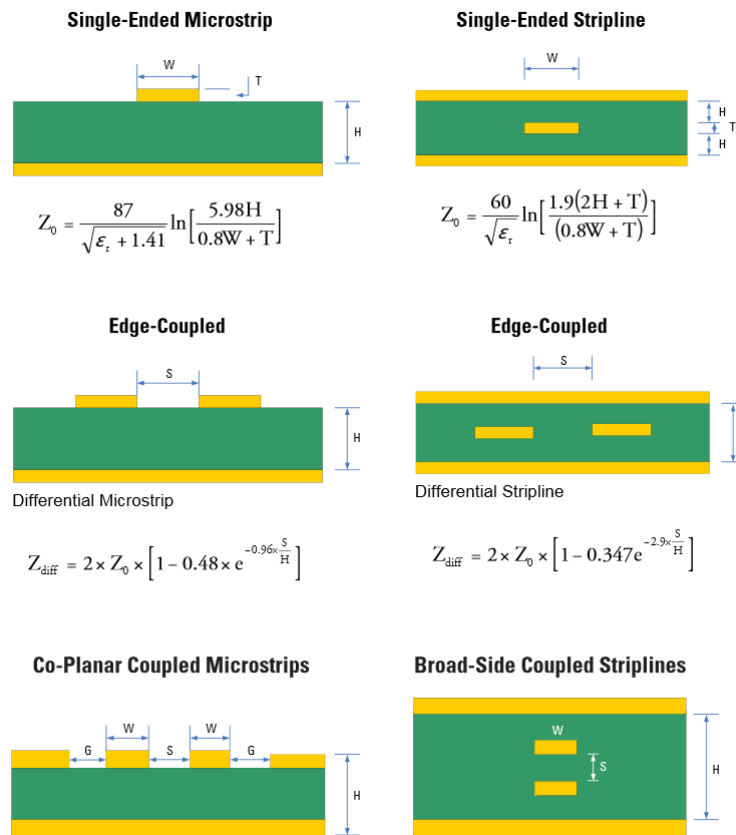 Single-Ended Microstrip
W
T
H
Z₀ = 87 / √(εᵣ + 1.41) ln[5.98H / 0.8W + T]
Single-Ended Stripline
W
H
T
H
Z₀ = 60 / √εᵣ ln[1.9(2H + T) / (0.8W + T)]
Edge-Coupled
S
H
Differential Microstrip
Z_diff = 2 × Z₀ × [1 – 0.48 × e^(–0.96× S/H)]
Edge-Coupled
S
Differential Stripline
Z_diff = 2 × Z₀ × [1 – 0.347e^(–2.9× S/H)]
Co-Planar Coupled Microstrips
W W
G S G
H
Broad-Side Coupled Striplines
W
S
H